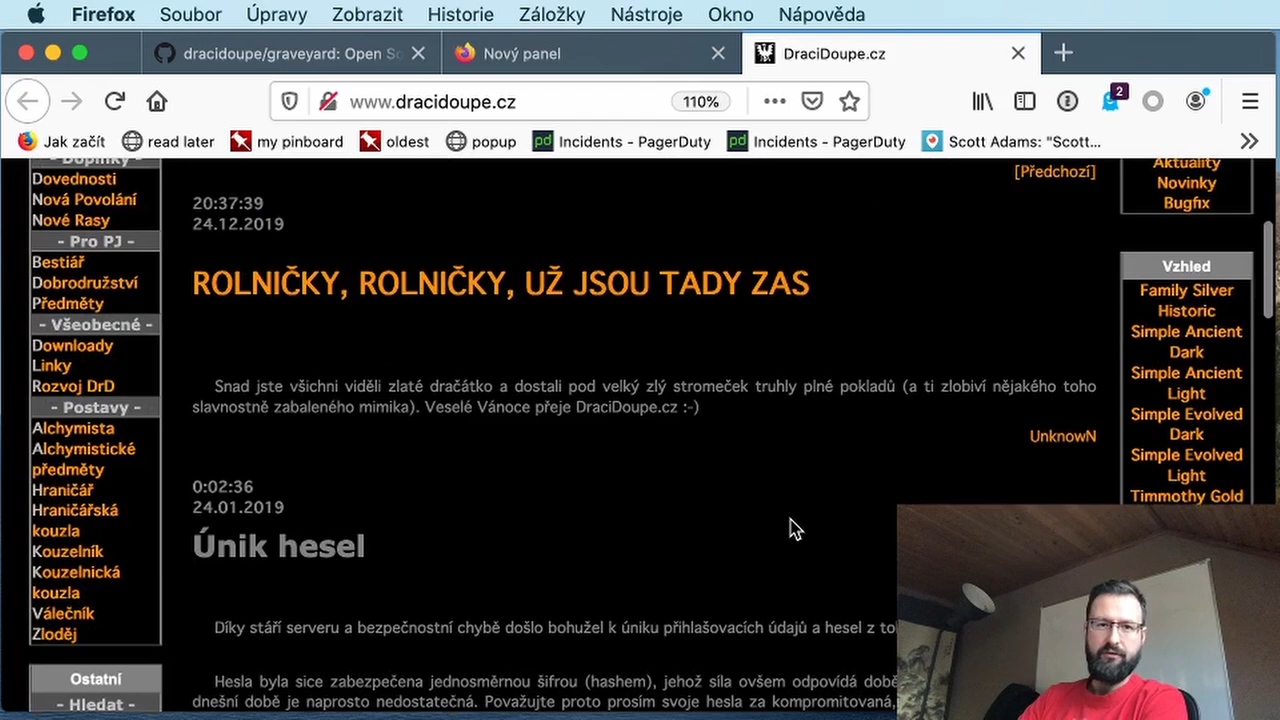 Firefox Soubor Úpravy Zobrazit Historie Záložky Nástroje Okno Nápověda
dracidoupe/graveyard: Open Sc Nový panel DraciDoupe.cz
www.dracidoupe.cz 110% 2
Jak začít read later my pinboard oldest popup Incidents - PagerDuty Incidents - PagerDuty Scott Adams: "Scott...
- Doplňky -
Dovednosti
Nová Povolání
Nové Rasy
- Pro PJ -
Bestiář
Dobrodružství
Předměty
- Všeobecné -
Downloady
Linky
Rozvoj DrD
- Postavy -
Alchymista
Alchymistické
předměty
Hraničář
Hraničářská
kouzla
Kouzelník
Kouzelnická
kouzla
Válečník
Zloděj
Ostatní
- Hledat -
[Předchozí]
20:37:39
24.12.2019
ROLNIČKY, ROLNIČKY, UŽ JSOU TADY ZAS
Snad jste všichni viděli zlaté dračátko a dostali pod velký zlý stromeček truhly plné pokladů (a ti zlobiví nějakého toho
slavnostně zabaleného mimika). Veselé Vánoce přeje DraciDoupe.cz :-)
UnknowN
0:02:36
24.01.2019
Únik hesel
Díky stáří serveru a bezpečnostní chybě došlo bohužel k úniku přihlašovacích údajů a hesel z
Hesla byla sice zabezpečena jednosměrnou šifrou (hashem), jehož síla ovšem odpovídá
dnešní době je naprosto nedostatečná. Považujte proto prosím svoje hesla za kompromitovaná,
Aktuality
Novinky
Bugfix
Vzhled
Family Silver
Historic
Simple Ancient
Dark
Simple Ancient
Light
Simple Evolved
Dark
Simple Evolved
Light
Timmothy Gold